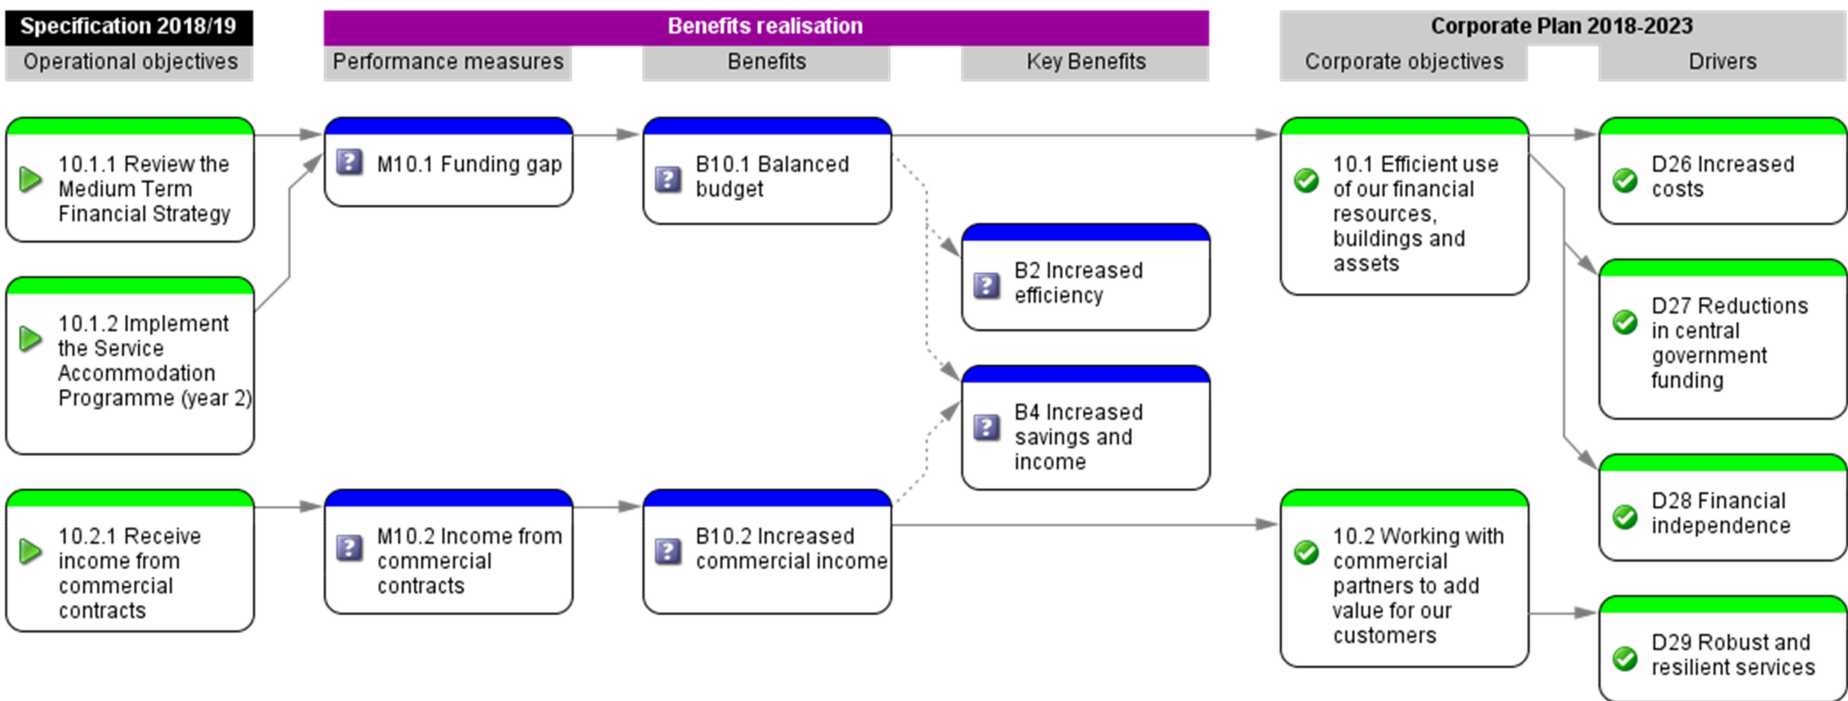 Specification 2018/19
Benefits realisation
Corporate Plan 2018-2023
Operational objectives
Performance measures
Benefits
Key Benefits
Corporate objectives
Drivers
10.1.1 Review the
Medium Term
Financial Strategy
10.1.2 Implement
the Service
Accommodation
Programme (year 2)
10.2.1 Receive
income from
commercial
contracts
M10.1 Funding gap
M10.2 Income from
commercial
contracts
B10.1 Balanced
budget
B10.2 Increased
commercial income
B2 Increased
efficiency
B4 Increased
savings and
income
10.1 Efficient use
of our financial
resources,
buildings and
assets
10.2 Working with
commercial
partners to add
value for our
customers
D26 Increased
costs
D27 Reductions
in central
government
funding
D28 Financial
independence
D29 Robust and
resilient services